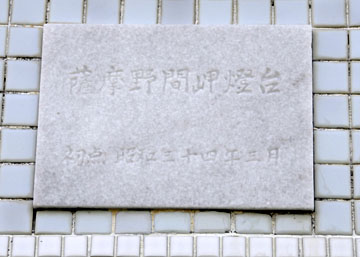 薩摩野間岬燈台
初点 昭和三十四年三月